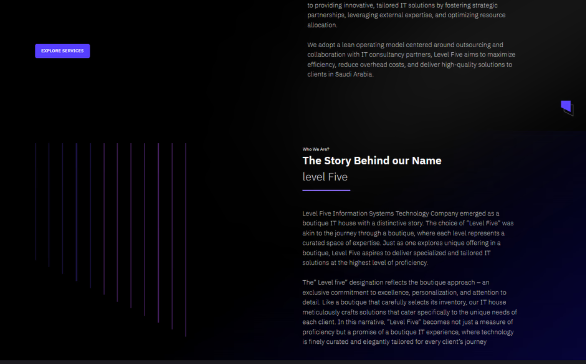 to providing innovative, tailored IT solutions by fostering strategic
partnerships, leveraging external expertise, and optimizing resource
allocation.
EXPLORE SERVICES
We adopt a lean operating model centered around outsourcing and
collaboration with IT consultancy partners, Level Five aims to maximize
efficiency, reduce overhead costs, and deliver high-quality solutions to
clients in Saudi Arabia.
Who We Are?
The Story Behind our Name
level Five
Level Five Information Systems Technology Company emerged as a
boutique IT house with a distinctive story. The choice of "Level Five" was
akin to the journey through a boutique, where each level represents a
curated space of expertise. Just as one explores unique offering in a
boutique, Level Five aspires to deliver specialized and tailored IT
solutions at the highest level of proficiency.
The" Level five" designation reflects the boutique approach – an
exclusive commitment to excellence, personalization, and attention to
detail. Like a boutique that carefully selects its inventory, our IT house
meticulously crafts solutions that cater specifically to the unique needs of
each client. In this narrative, "Level Five" becomes not just a measure of
proficiency but a promise of a boutique IT experience, where technology
is finely curated and elegantly tailored for every client's journey